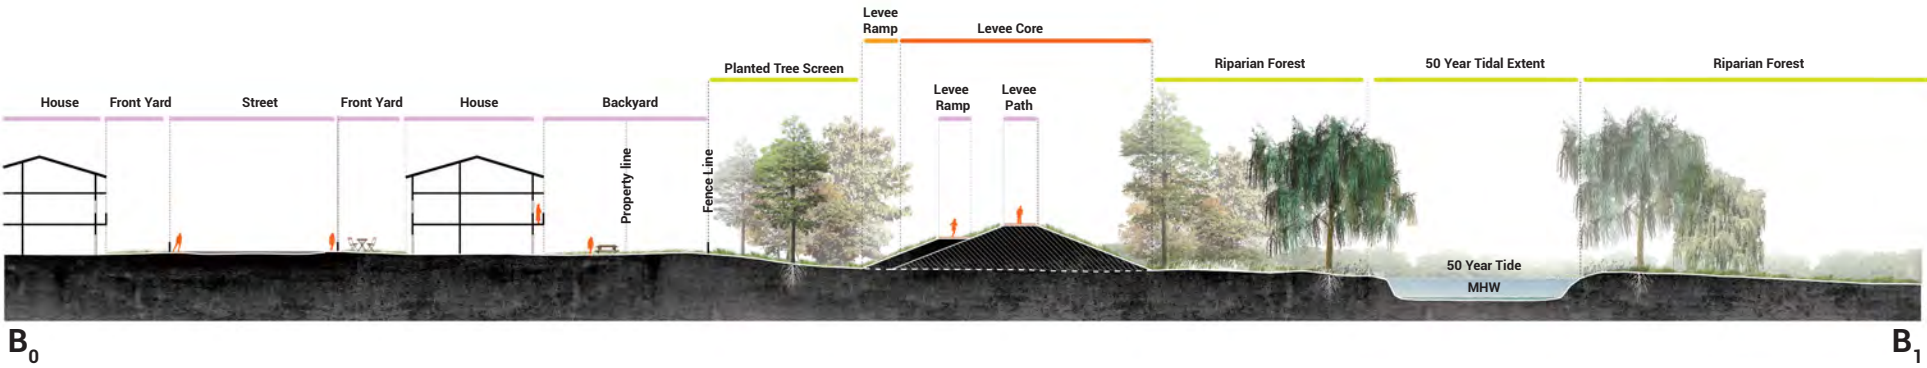 Levee
Ramp
Levee Core
Planted Tree Screen
Riparian Forest
50 Year Tidal Extent
Riparian Forest
House
Front Yard
Street
Front Yard
House
Backyard
Levee
Ramp
Levee
Path
Property line
Fence Line
50 Year Tide
MHW
B0
B1